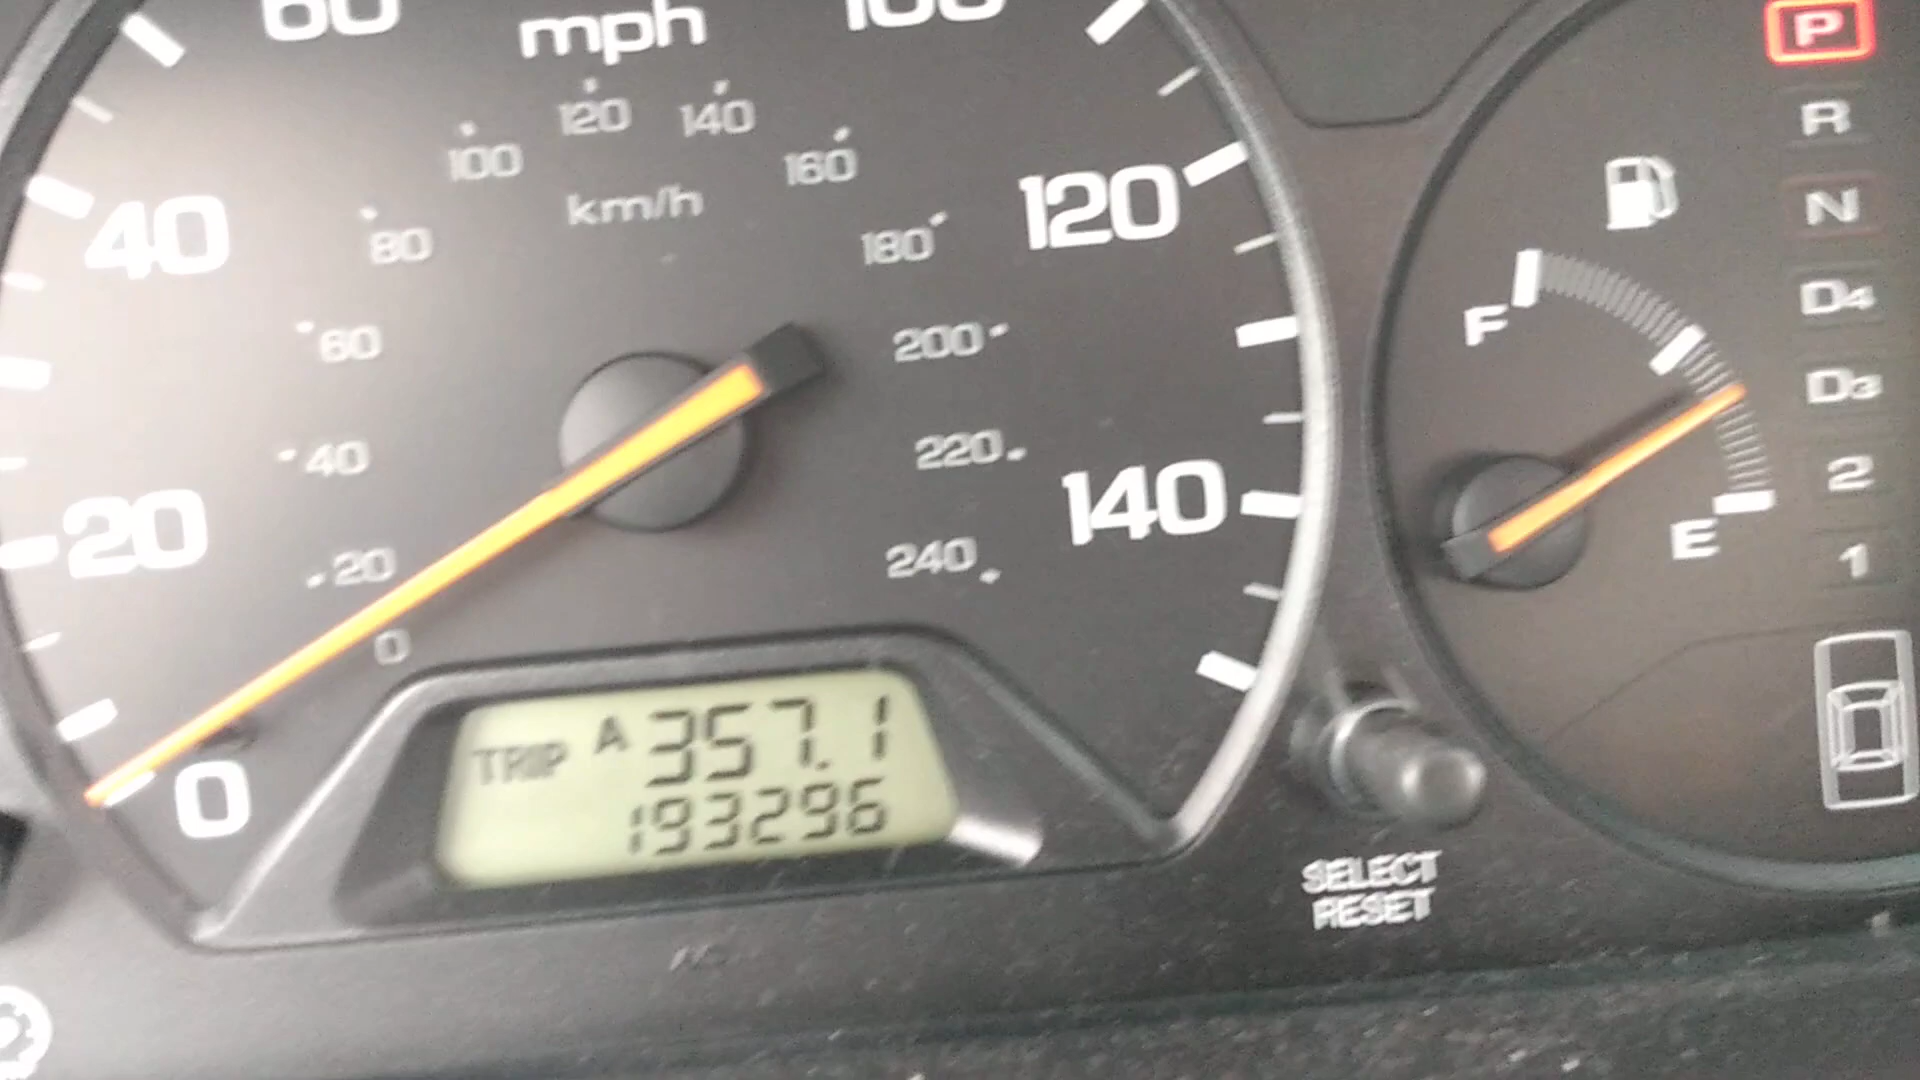 60 mph 100
120 140
100 160
km/h
40 80 180 120
60 200
40 220
20 140
20 240
0
0
TRIP A 357.1
193296
SELECT
RESET
F
E
P
R
N
D4
D3
2
1